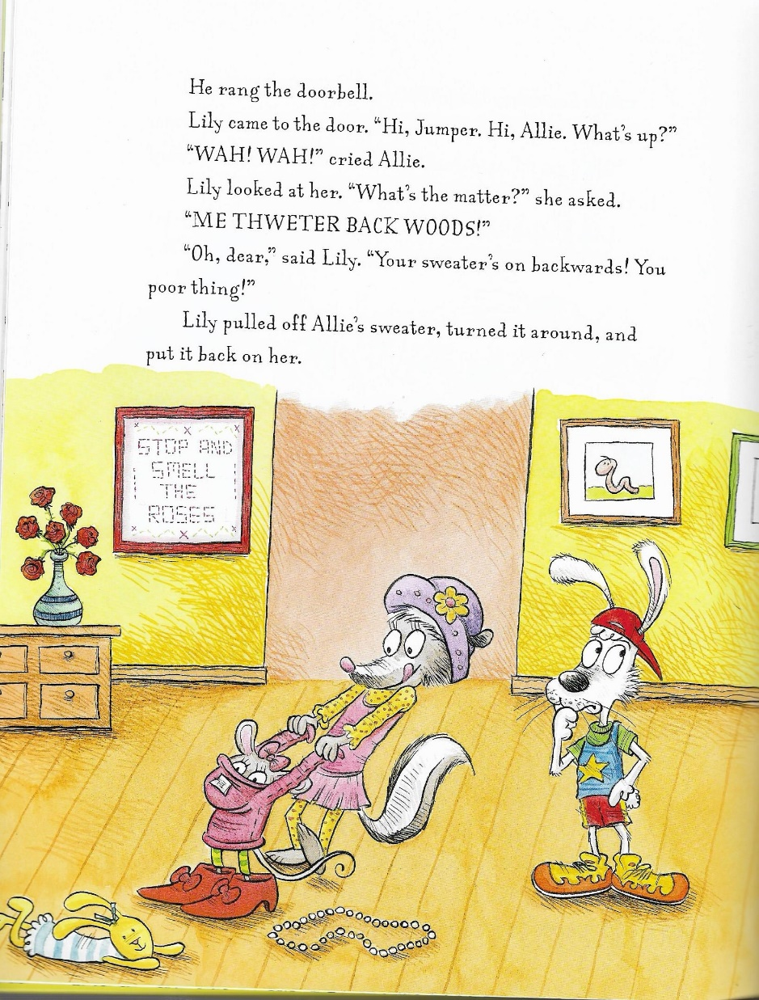 He rang the doorbell.
Lily came to the door. “Hi, Jumper. Hi, Allie. What’s up?”
“WAH! WAH!” cried Allie.
Lily looked at her. “What’s the matter?” she asked.
“ME THWETER BACK WOODS!”
“Oh, dear,” said Lily. “Your sweater’s on backwards! You
poor thing!”
Lily pulled off Allie’s sweater, turned it around, and
put it back on her.
STOP AND
SMELL
THE
ROSES